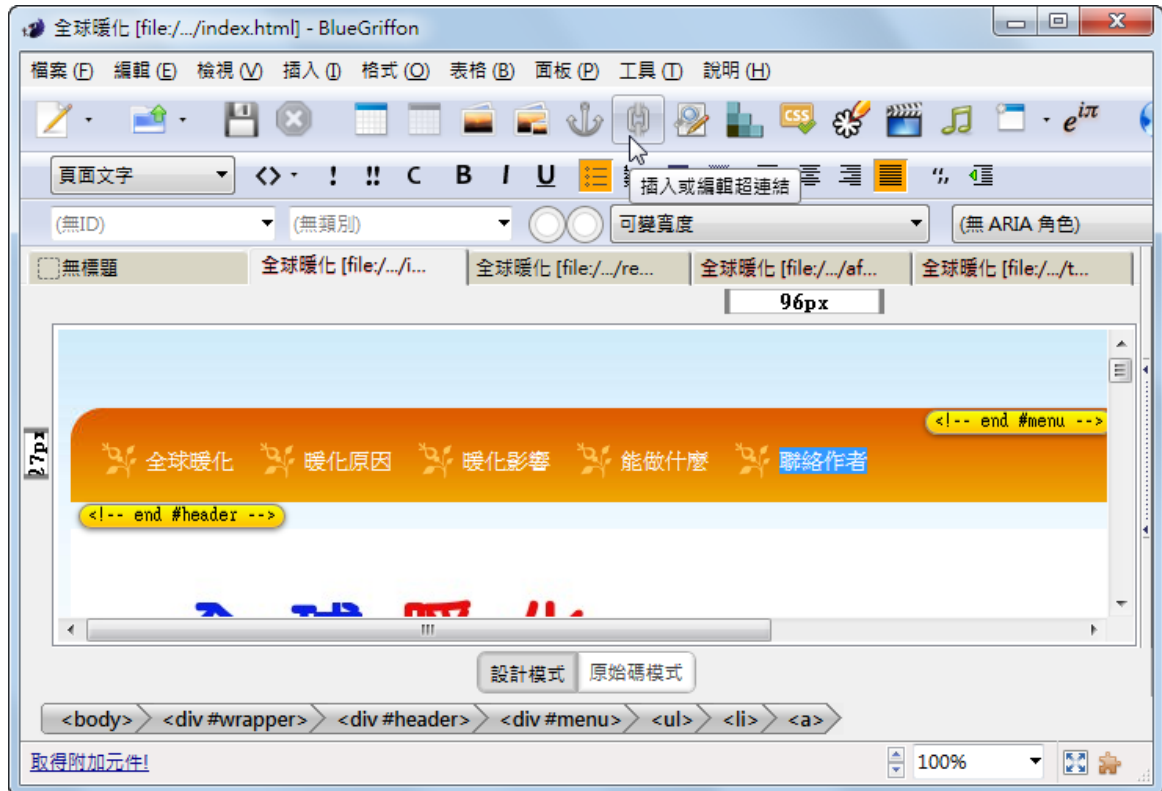 全球暖化 [file:/.../index.html] - BlueGriffon
檔案 (F) 編輯 (E) 檢視 (V) 插入 (I) 格式 (O) 表格 (B) 面板 (P) 工具 (T) 說明 (H)
CSS eiπ
頁面文字 <> ! !! C B I U
插入或編輯超連結
(無ID) (無類別) 可變寬度 (無 ARIA 角色)
無標題 全球暖化 [file:/.../i... 全球暖化 [file:/.../re... 全球暖化 [file:/.../af... 全球暖化 [file:/.../t...
96px
<!-- end #menu -->
27px
全球暖化 暖化原因 暖化影響 能做什麼 聯絡作者
<!-- end #header -->
全球暖化
設計模式 原始碼模式
<body> <div #wrapper> <div #header> <div #menu> <ul> <li> <a>
取得附加元件! 100%